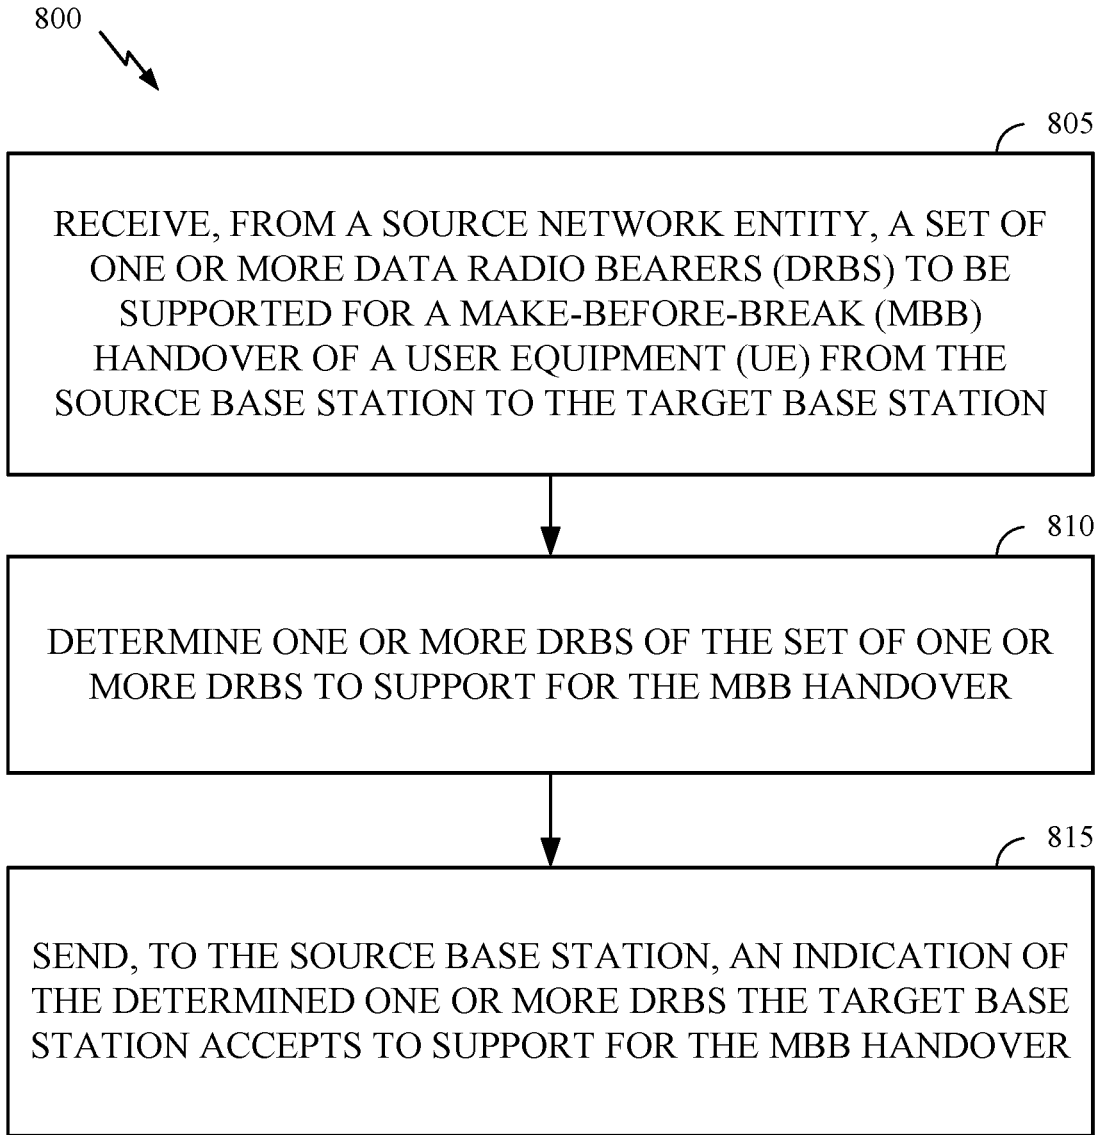 800
805
RECEIVE, FROM A SOURCE NETWORK ENTITY, A SET OF
ONE OR MORE DATA RADIO BEARERS (DRBS) TO BE
SUPPORTED FOR A MAKE-BEFORE-BREAK (MBB)
HANDOVER OF A USER EQUIPMENT (UE) FROM THE
SOURCE BASE STATION TO THE TARGET BASE STATION
810
DETERMINE ONE OR MORE DRBS OF THE SET OF ONE OR
MORE DRBS TO SUPPORT FOR THE MBB HANDOVER
815
SEND, TO THE SOURCE BASE STATION, AN INDICATION OF
THE DETERMINED ONE OR MORE DRBS THE TARGET BASE
STATION ACCEPTS TO SUPPORT FOR THE MBB HANDOVER